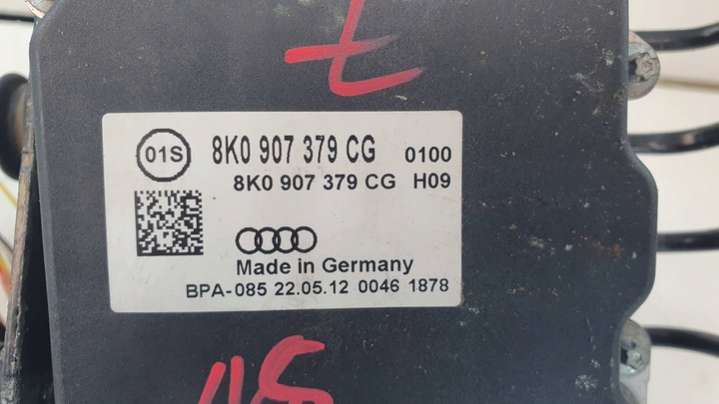 7
01S
8K0 907 379 CG 0100
8K0 907 379 CG H09
Made in Germany
BPA-085 22.05.12 0046 1878